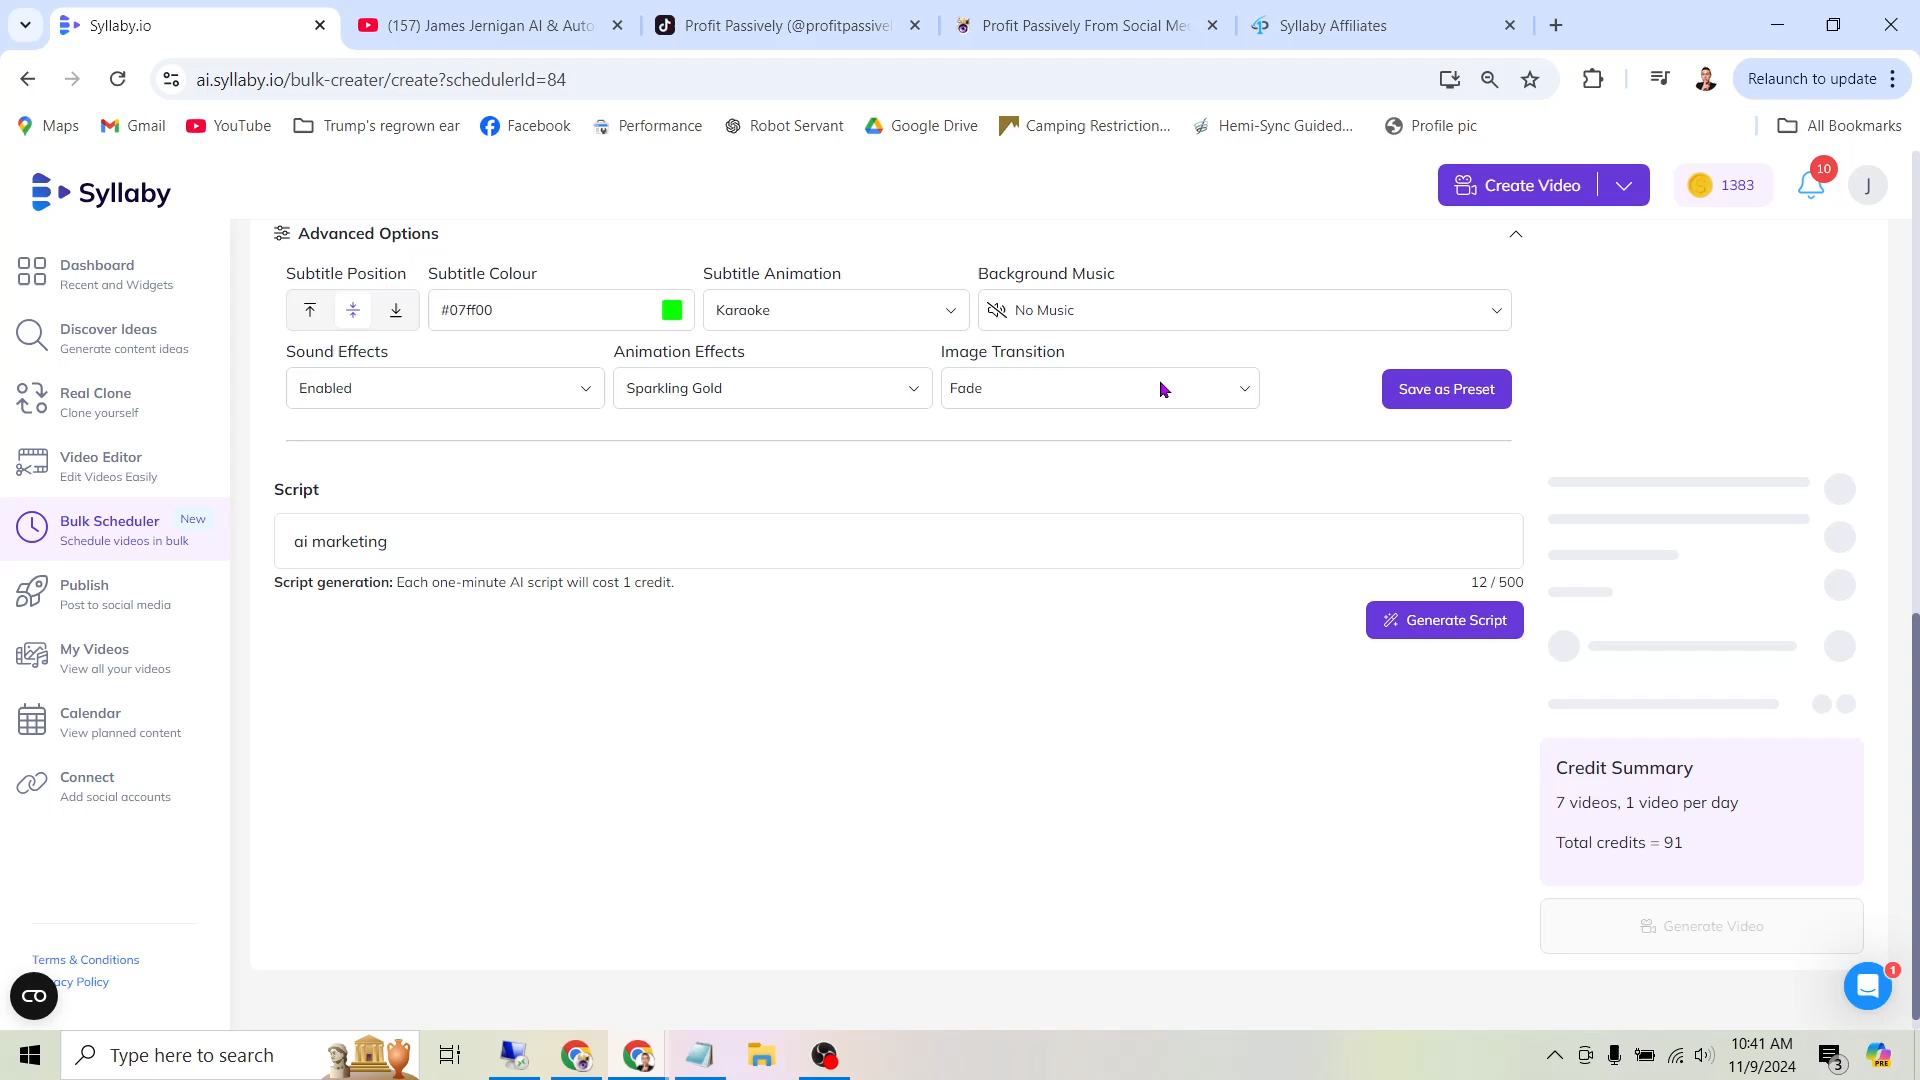 Syllaby.io
(157) James Jernigan AI & Auto
Profit Passively (@profitpassive
Profit Passively From Social Me
Syllaby Affiliates
ai.syllaby.io/bulk-creater/create?schedulerId=84
Relaunch to update
Maps
Gmail
YouTube
Trump's regrown ear
Facebook
Performance
Robot Servant
Google Drive
Camping Restriction...
Hemi-Sync Guided...
Profile pic
All Bookmarks
Syllaby
Create Video
1383
10
J
Dashboard
Recent and Widgets
Discover Ideas
Generate content ideas
Real Clone
Clone yourself
Video Editor
Edit Videos Easily
Bulk Scheduler New
Schedule videos in bulk
Publish
Post to social media
My Videos
View all your videos
Calendar
View planned content
Connect
Add social accounts
Terms & Conditions
acy Policy
Advanced Options
Subtitle Position
Subtitle Colour
Subtitle Animation
Background Music
#07ff00
Karaoke
No Music
Sound Effects
Animation Effects
Image Transition
Enabled
Sparkling Gold
Fade
Save as Preset
Script
ai marketing
Script generation: Each one-minute AI script will cost 1 credit.
12 / 500
Generate Script
Credit Summary
7 videos, 1 video per day
Total credits = 91
Generate Video
1
Type here to search
10:41 AM
11/9/2024
3
PRE